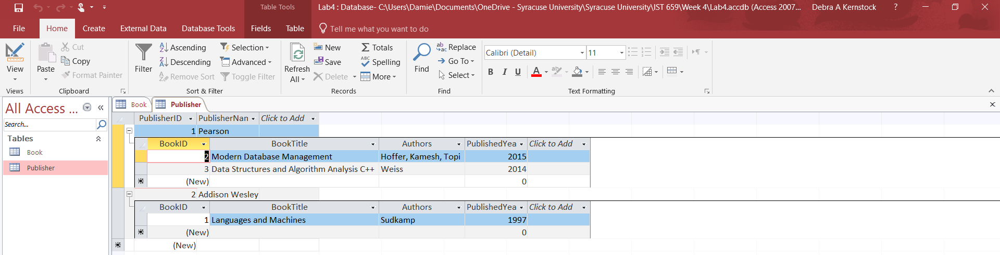 Table Tools
Lab4 : Database- C:\Users\Damie\Documents\OneDrive - Syracuse University\Syracuse University\IST 659\Week 4\Lab4.accdb (Access 2007...
Debra A Kernstock
?
File Home Create External Data Database Tools Fields Table Tell me what you want to do
View
Views
Paste
Cut
Copy
Format Painter
Clipboard
Filter
Ascending
Descending
Remove Sort
Selection
Advanced
Toggle Filter
Sort & Filter
Refresh
All
New
Save
Delete
Totals
Spelling
More
Records
Find
Replace
Go To
Select
Find
Calibri (Detail) 11
B I U A
Text Formatting
All Access ...
Search...
Tables
Book
Publisher
Book Publisher
PublisherID PublisherNan Click to Add
1 Pearson
BookID BookTitle Authors PublishedYea Click to Add
2 Modern Database Management Hoffer, Kamesh, Topi 2015
3 Data Structures and Algorithm Analysis C++ Weiss 2014
(New) 0
2 Addison Wesley
BookID BookTitle Authors PublishedYea Click to Add
1 Languages and Machines Sudkamp 1997
(New) 0
(New)